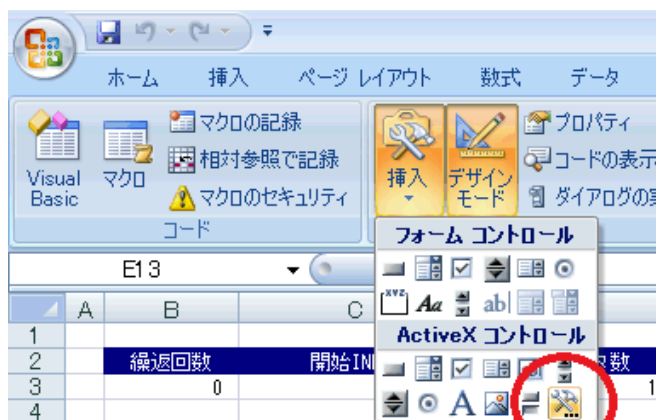 ホーム 挿入 ページ レイアウト 数式 データ
Visual Basic
マクロ
マクロの記録
相対参照で記録
マクロのセキュリティ
コード
挿入
デザイン モード
プロパティ
コードの表示
ダイアログの
フォーム コントロール
xyz Aa ab|
ActiveX コントロール
A
E13
A B C
1
2 繰返回数 開始IN 数
3 0 1
4